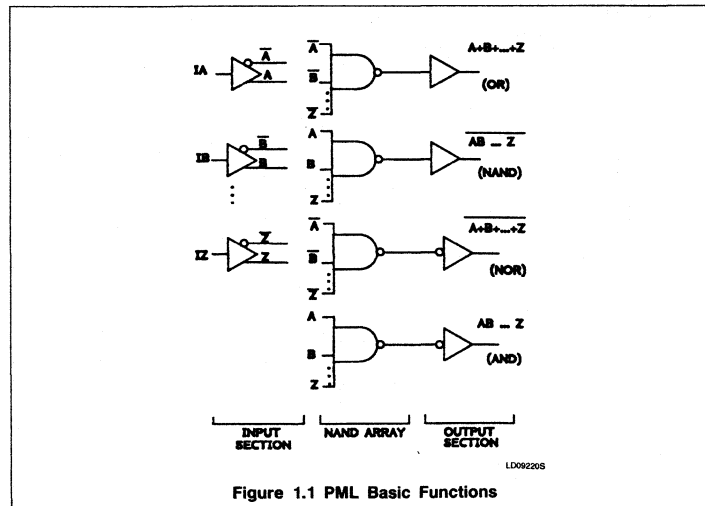 A̅
A̅
A+B+...+Z
IA
A
B̅
(OR)
Z̅
A
B̅
A̅B̅ ̅.̅.̅.̅ ̅Z̅
IB
B
B
(NAND)
Z
A̅
A̅+̅B̅+̅.̅.̅.̅+̅Z̅
Z̅
IZ
Z
B̅
(NOR)
Z̅
A
AB ... Z
B
(AND)
Z
INPUT SECTION
NAND ARRAY
OUTPUT SECTION
LD09220S
Figure 1.1 PML Basic Functions